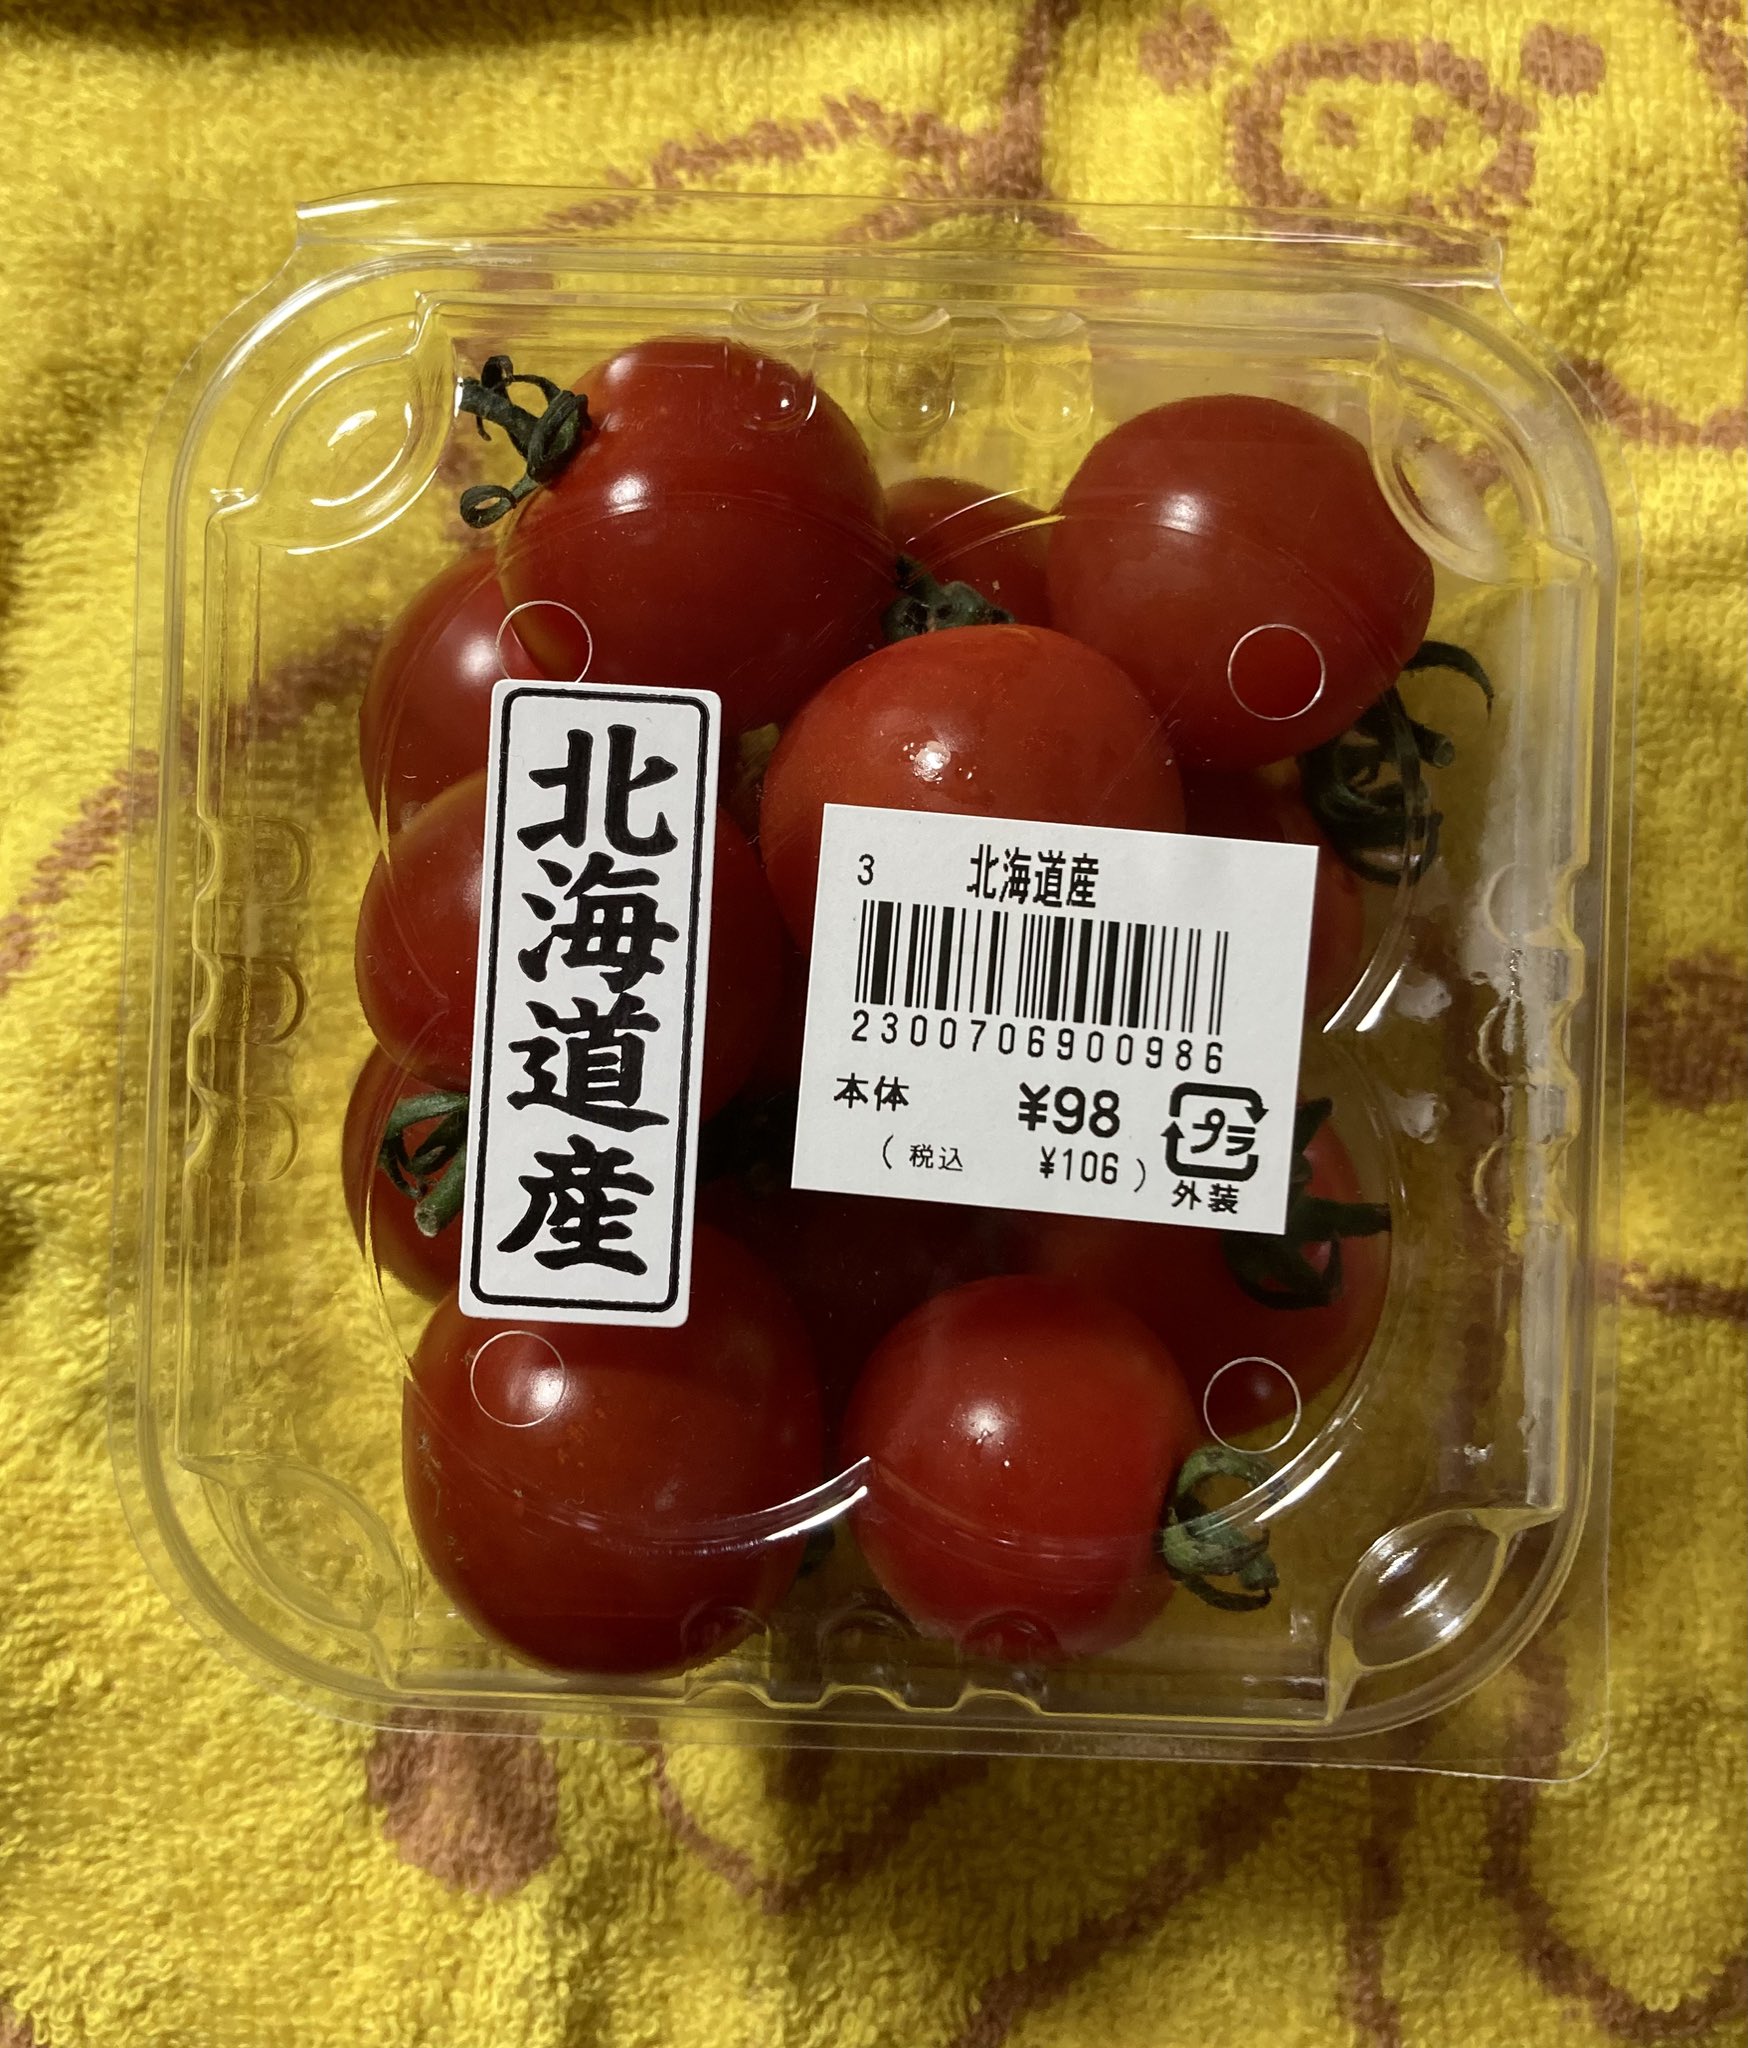 北海道産
3 北海道産
2300706900986
本体 ¥98
(税込 ¥106)
プラ
外装